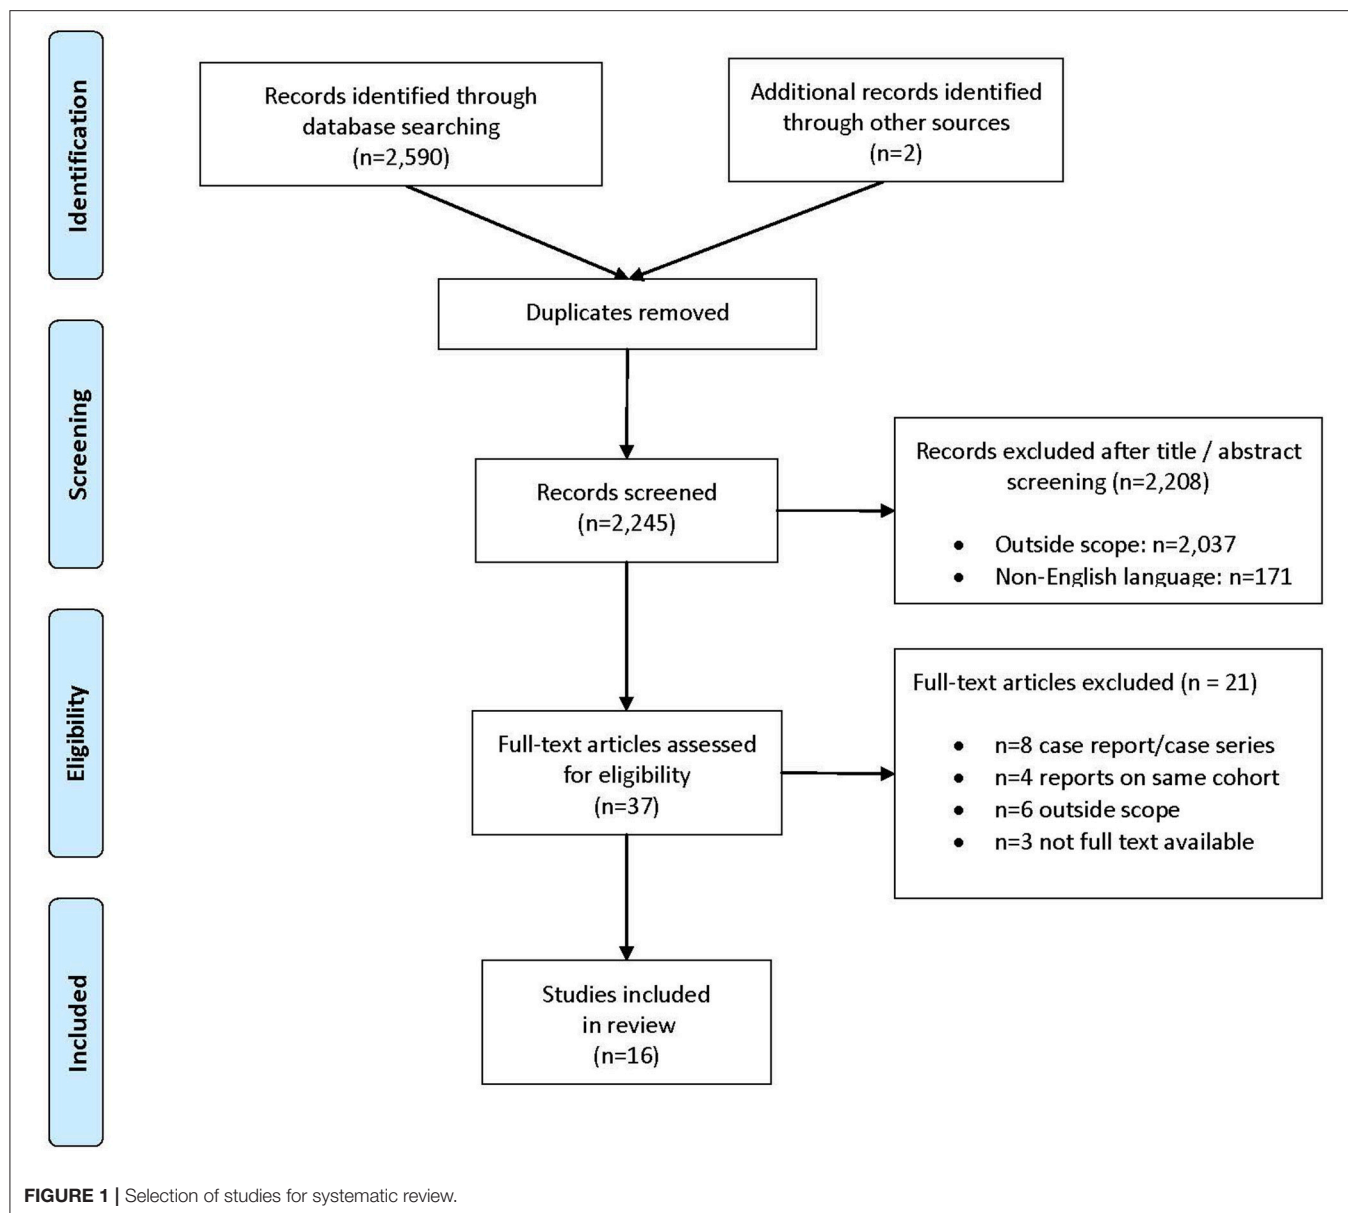 Identification
Records identified through
database searching
(n=2,590)
Additional records identified
through other sources
(n=2)
Duplicates removed
Screening
Records screened
(n=2,245)
Records excluded after title / abstract
screening (n=2,208)
• Outside scope: n=2,037
• Non-English language: n=171
Eligibility
Full-text articles assessed
for eligibility
(n=37)
Full-text articles excluded (n = 21)
• n=8 case report/case series
• n=4 reports on same cohort
• n=6 outside scope
• n=3 not full text available
Included
Studies included
in review
(n=16)
FIGURE 1 | Selection of studies for systematic review.